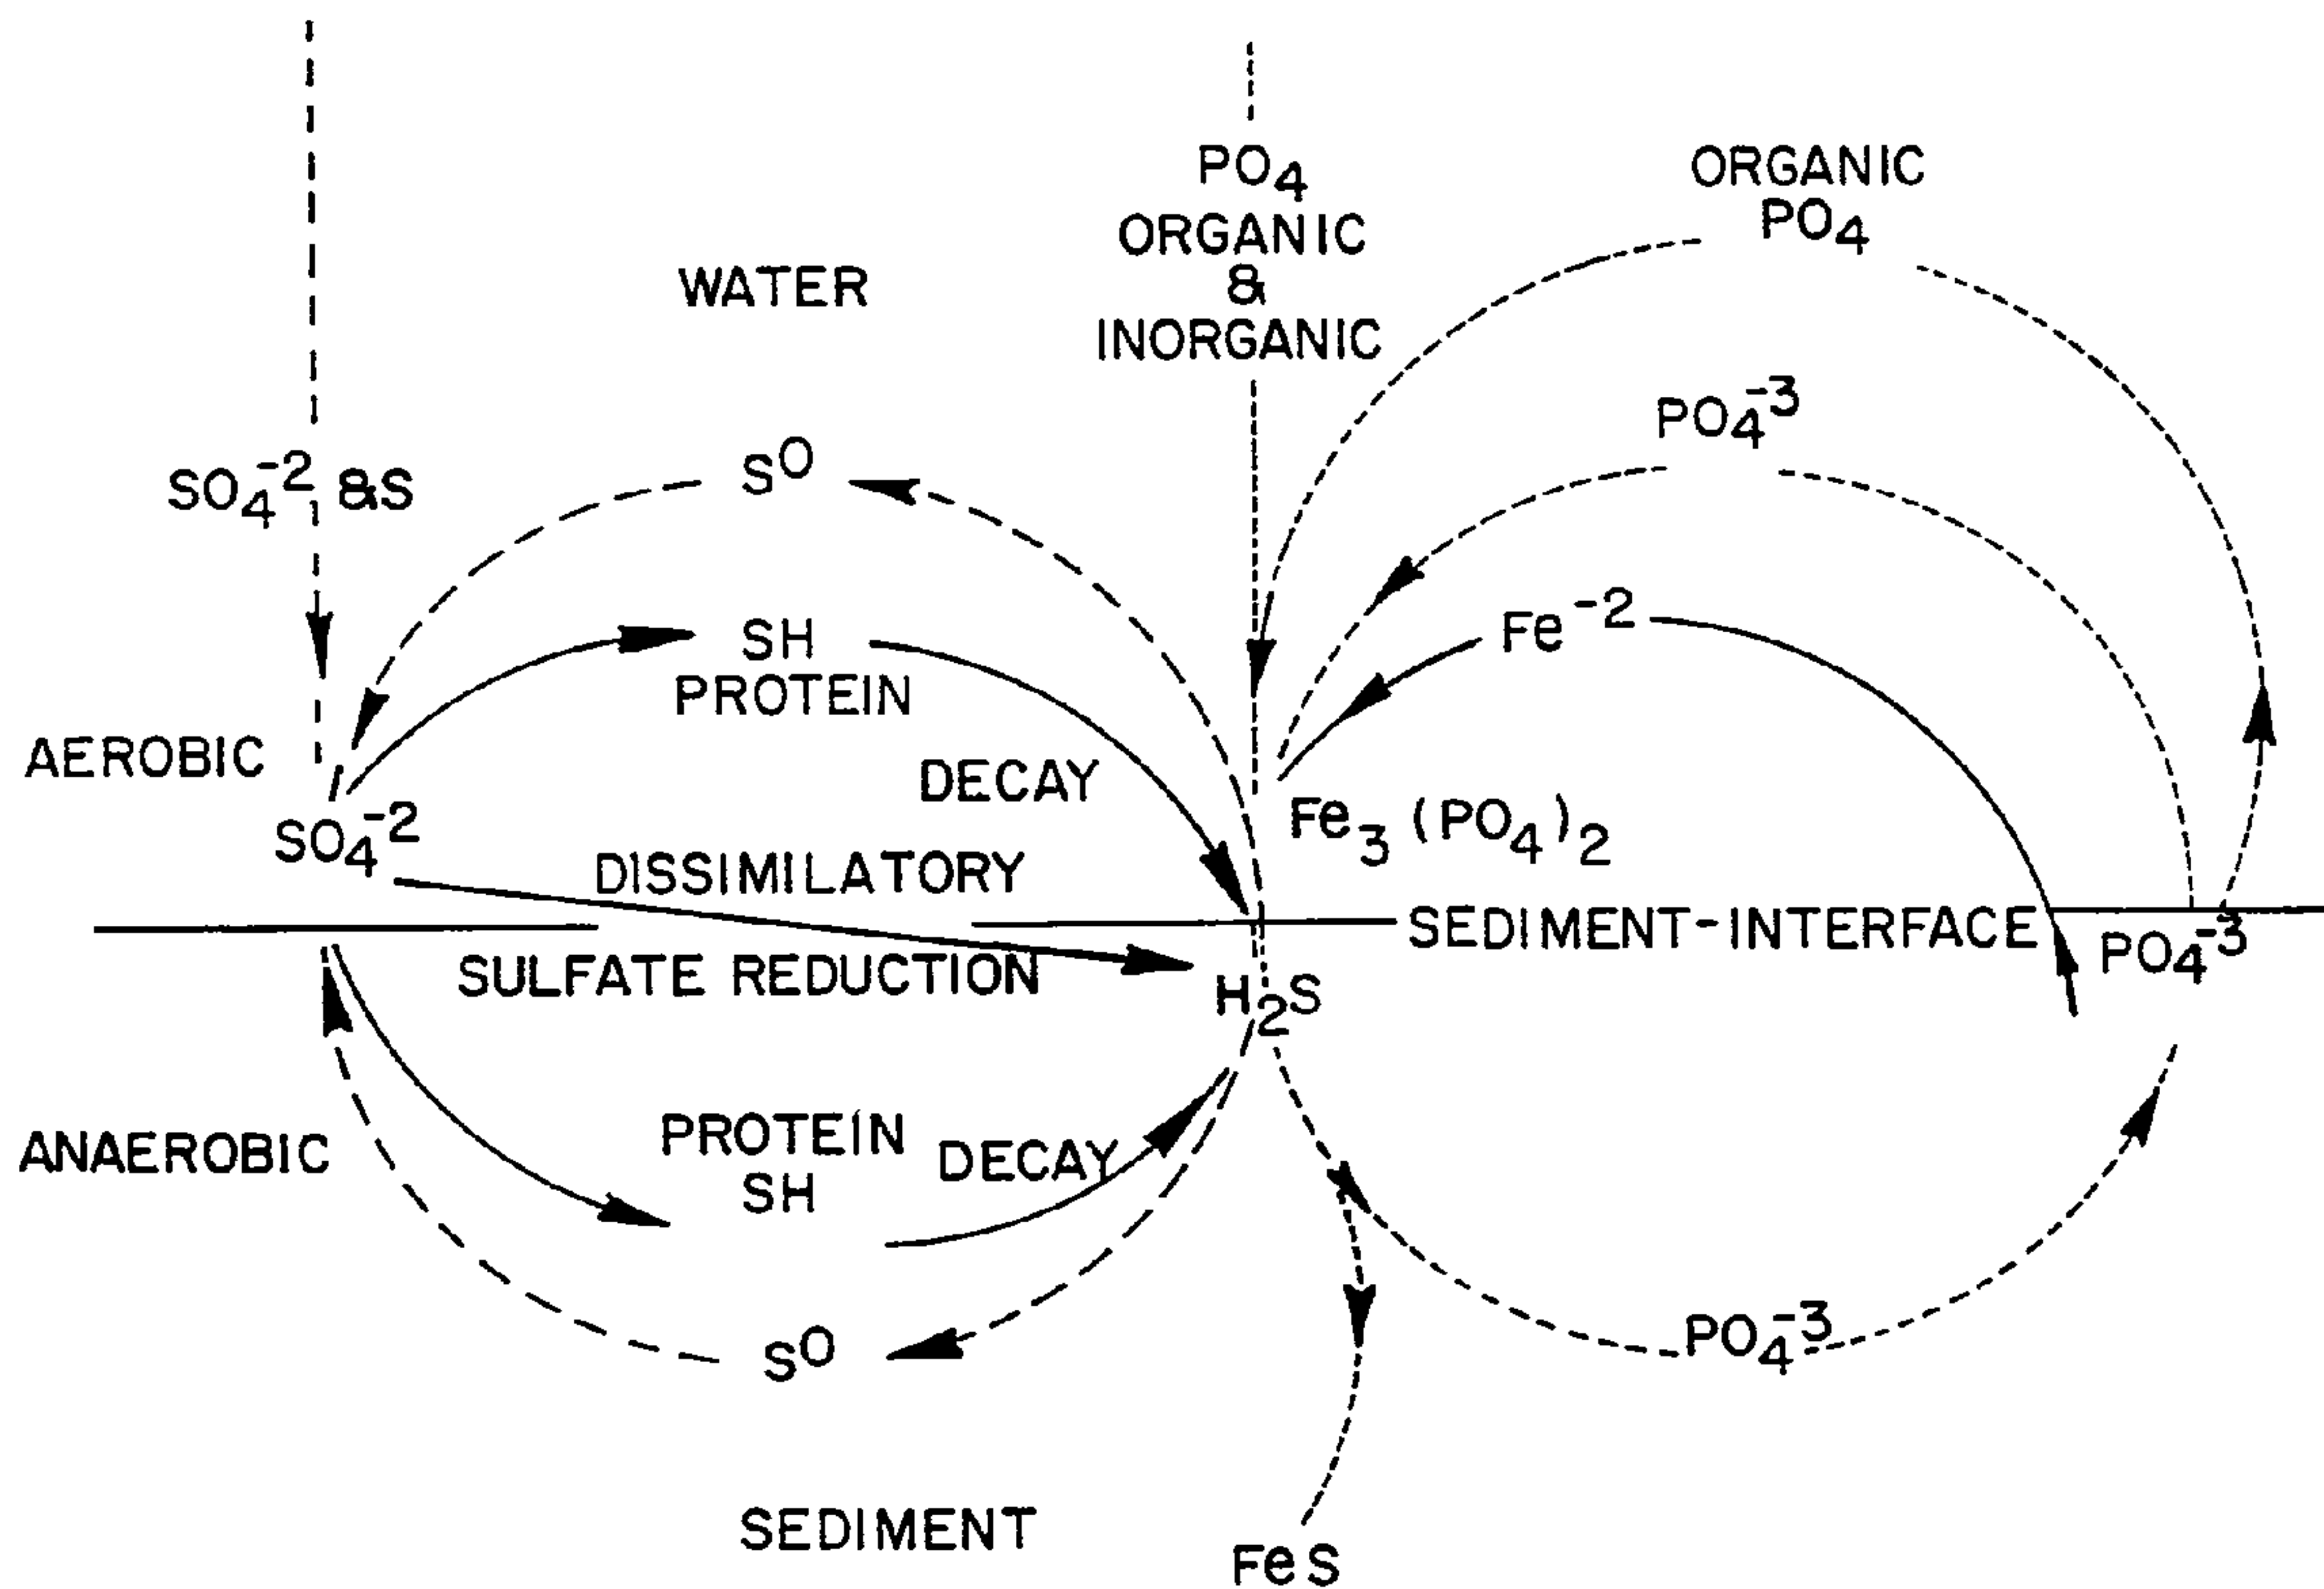 PO₄
ORGANIC
&
INORGANIC
ORGANIC
PO₄
WATER
PO₄⁻³
SO₄⁻² &S
S⁰
Fe⁻²
SH
PROTEIN
AEROBIC
DECAY
SO₄⁻²
Fe₃(PO₄)₂
DISSIMILATORY
SEDIMENT-INTERFACE
PO₄⁻³
SULFATE REDUCTION
H₂S
ANAEROBIC
PROTEIN
SH
DECAY
S⁰
PO₄⁻³
SEDIMENT
FeS